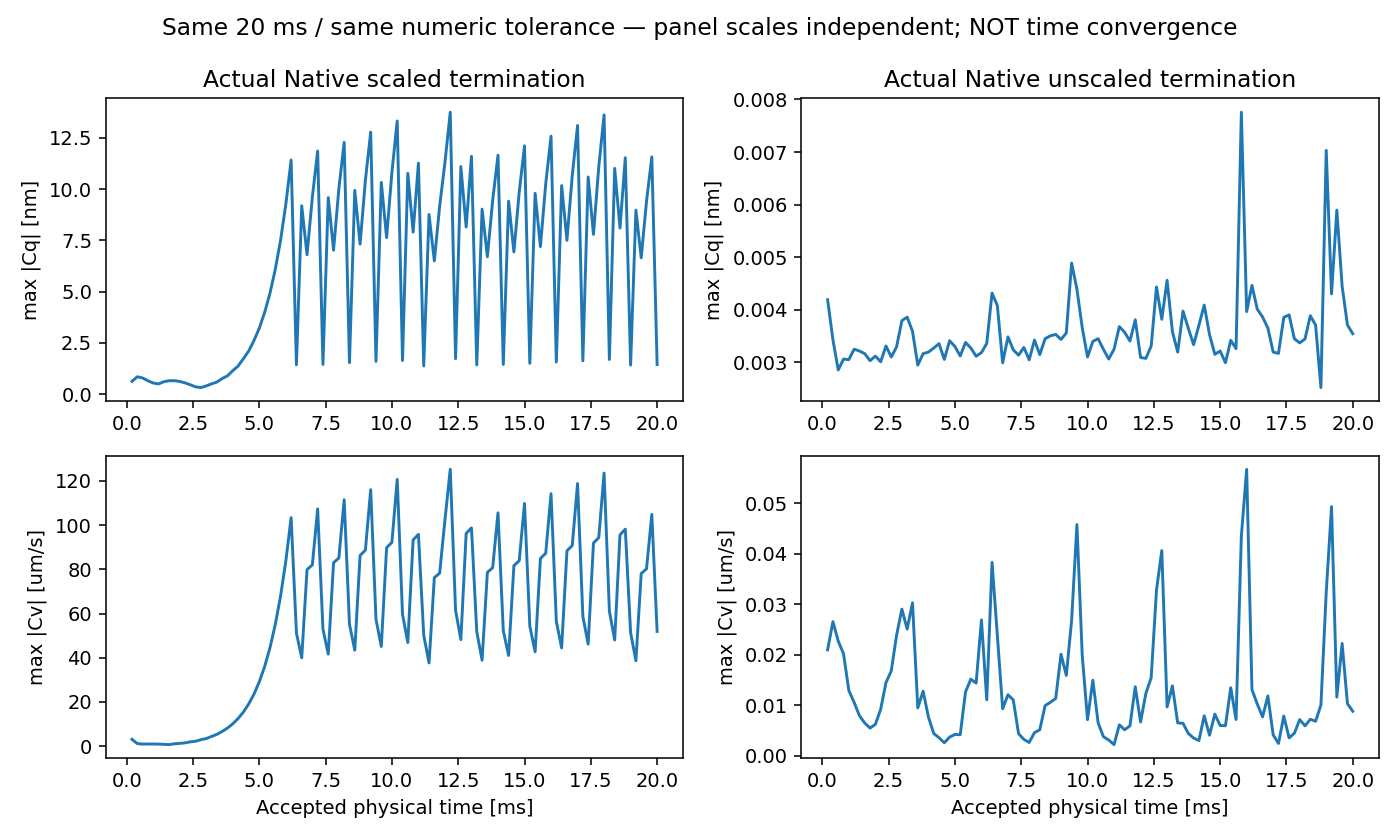 Same 20 ms / same numeric tolerance — panel scales independent; NOT time convergence
Actual Native scaled termination
max |Cq| [nm]
12.5
10.0
7.5
5.0
2.5
0.0
0.0 2.5 5.0 7.5 10.0 12.5 15.0 17.5 20.0
Actual Native unscaled termination
max |Cq| [nm]
0.008
0.007
0.006
0.005
0.004
0.003
0.0 2.5 5.0 7.5 10.0 12.5 15.0 17.5 20.0
max |Cv| [um/s]
120
100
80
60
40
20
0
0.0 2.5 5.0 7.5 10.0 12.5 15.0 17.5 20.0
Accepted physical time [ms]
max |Cv| [um/s]
0.05
0.04
0.03
0.02
0.01
0.00
0.0 2.5 5.0 7.5 10.0 12.5 15.0 17.5 20.0
Accepted physical time [ms]